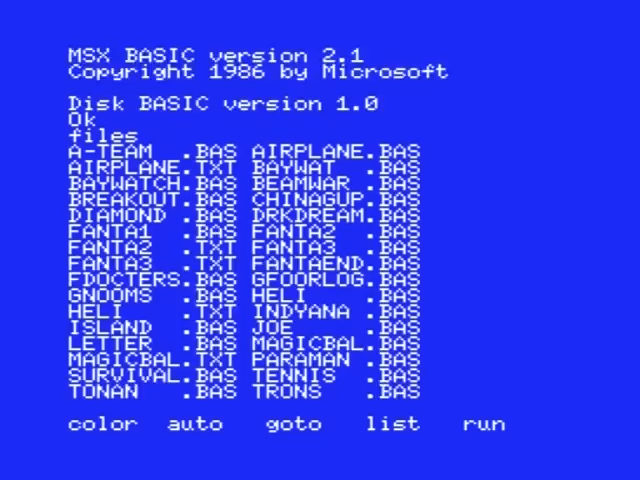 MSX BASIC version 2.1
Copyright 1986 by Microsoft
Disk BASIC version 1.0
Ok
files
A-TEAM  .BAS AIRPLANE.BAS
AIRPLANE.TXT BAYWAT  .BAS
BAYWATCH.BAS BEAMWAR .BAS
BREAKOUT.BAS CHINAGUP.BAS
DIAMOND .BAS DRKDREAM.BAS
FANTA1  .BAS FANTA2  .BAS
FANTA2  .TXT FANTA3  .BAS
FANTA3  .TXT FANTAEND.BAS
FDOCTERS.BAS GFOORLOG.BAS
GNOOMS  .BAS HELI    .BAS
HELI    .TXT INDYANA .BAS
ISLAND  .BAS JOE     .BAS
LETTER  .BAS MAGICBAL.BAS
MAGICBAL.TXT PARAMAN .BAS
SURVIVAL.BAS TENNIS  .BAS
TONAN   .BAS TRONS   .BAS
color  auto   goto   list   run